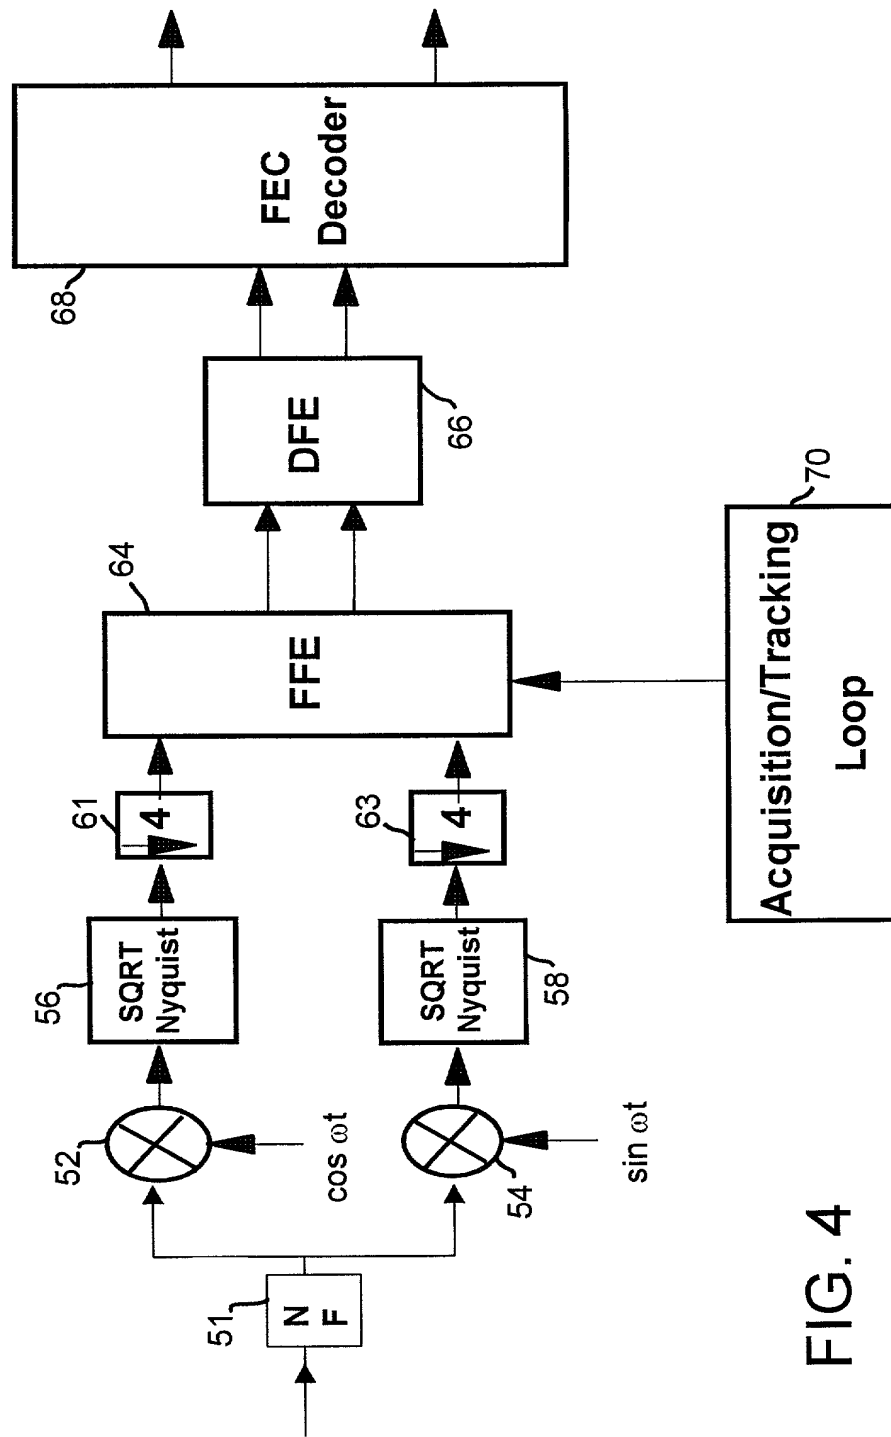 51
N
F
52
cos ωt
54
sin ωt
56
SQRT
Nyquist
58
SQRT
Nyquist
61
4
63
4
64
FFE
DFE
66
68
FEC
Decoder
70
Acquisition/Tracking
Loop
FIG. 4